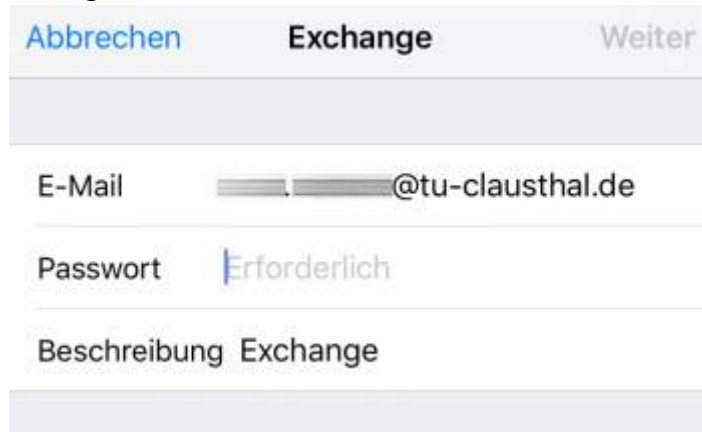 Abbrechen Exchange Weiter
E-Mail . @tu-clausthal.de
Passwort Erforderlich
Beschreibung Exchange